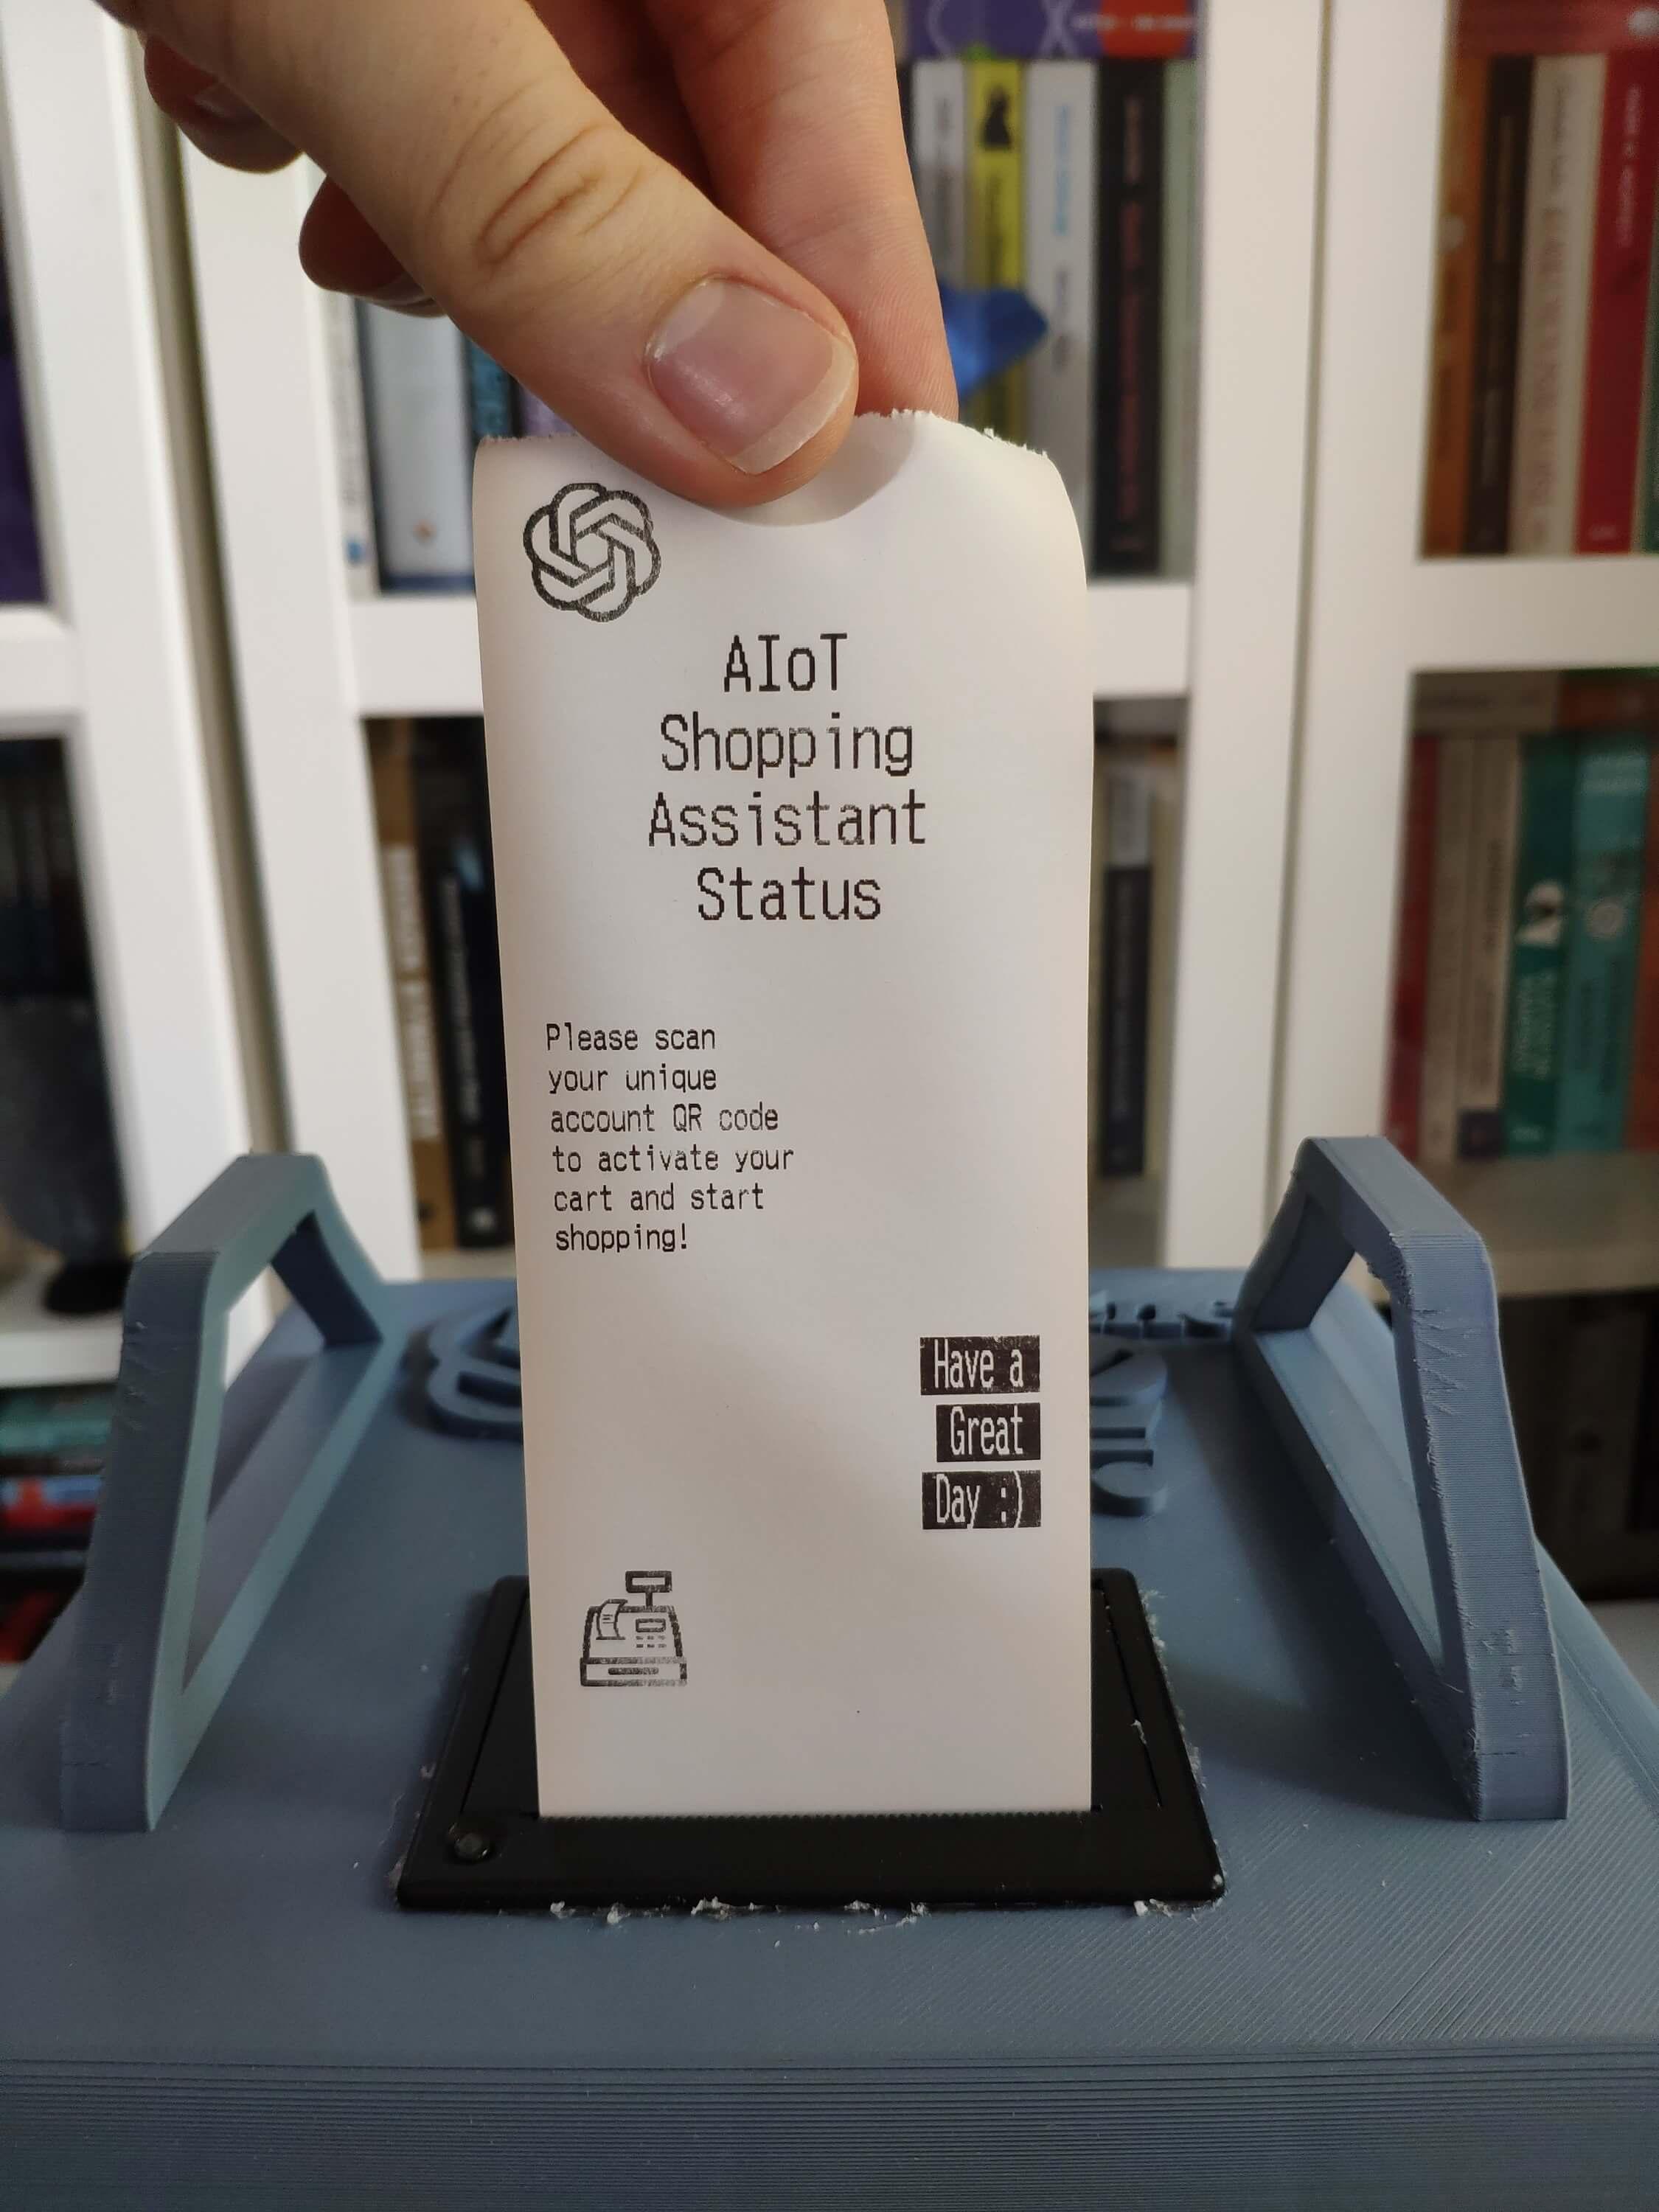 AIoT
Shopping
Assistant
Status
Please scan
your unique
account QR code
to activate your
cart and start
shopping!
Have a
Great
Day :)